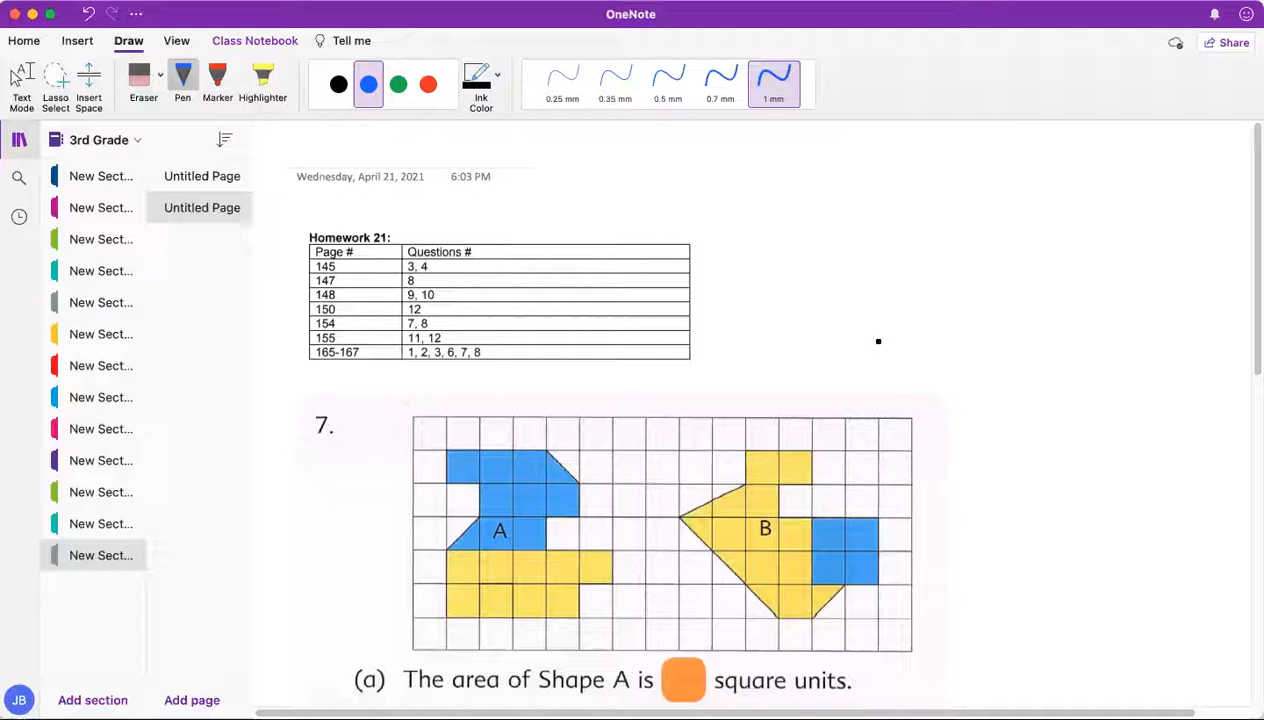 OneNote
Home Insert Draw View Class Notebook Tell me
Share
Text Mode
Lasso Select
Insert Space
Eraser
Pen
Marker
Highlighter
Ink Color
0.25 mm 0.35 mm 0.5 mm 0.7 mm 1 mm
3rd Grade
New Sect... Untitled Page
New Sect... Untitled Page
New Sect...
New Sect...
New Sect...
New Sect...
New Sect...
New Sect...
New Sect...
New Sect...
New Sect...
New Sect...
New Sect...
JB Add section Add page
Wednesday, April 21, 2021 6:03 PM
Homework 21:
Page # Questions #
145 3, 4
147 8
148 9, 10
150 12
154 7, 8
155 11, 12
165-167 1, 2, 3, 6, 7, 8
7.
A B
(a) The area of Shape A is square units.